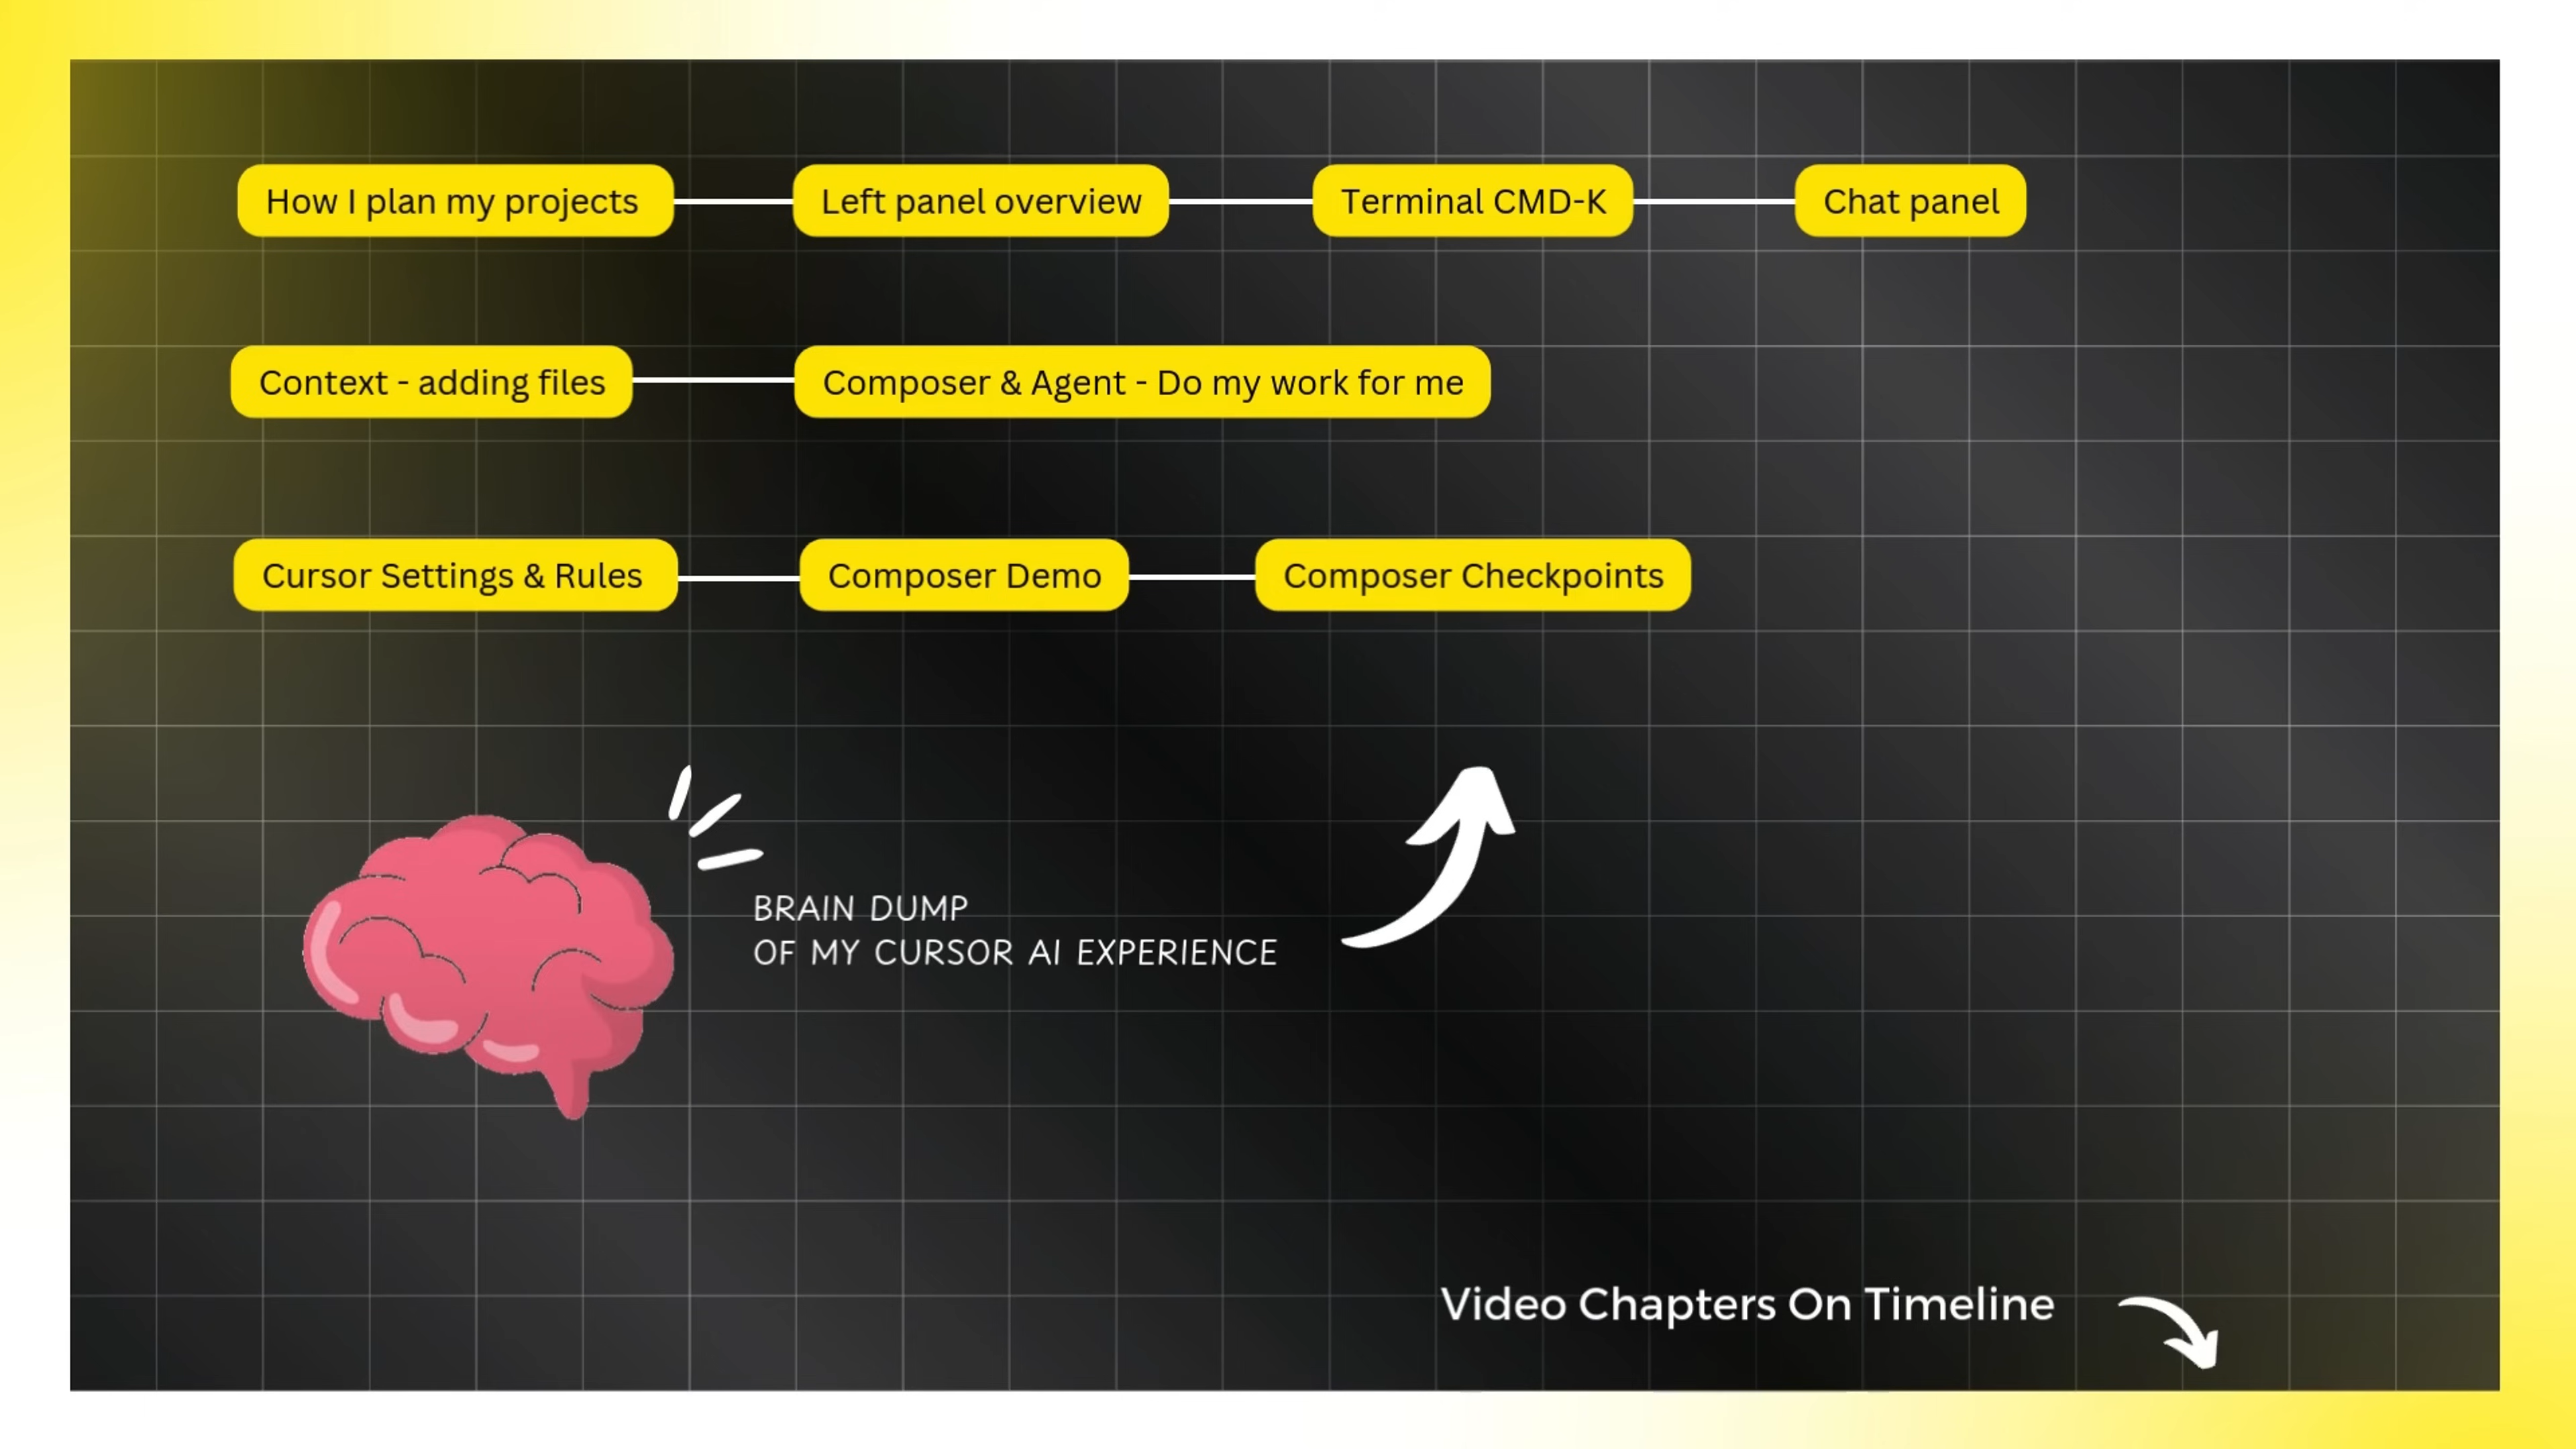 How I plan my projects
Left panel overview
Terminal CMD-K
Chat panel
Context - adding files
Composer & Agent - Do my work for me
Cursor Settings & Rules
Composer Demo
Composer Checkpoints
BRAIN DUMP
OF MY CURSOR AI EXPERIENCE
Video Chapters On Timeline